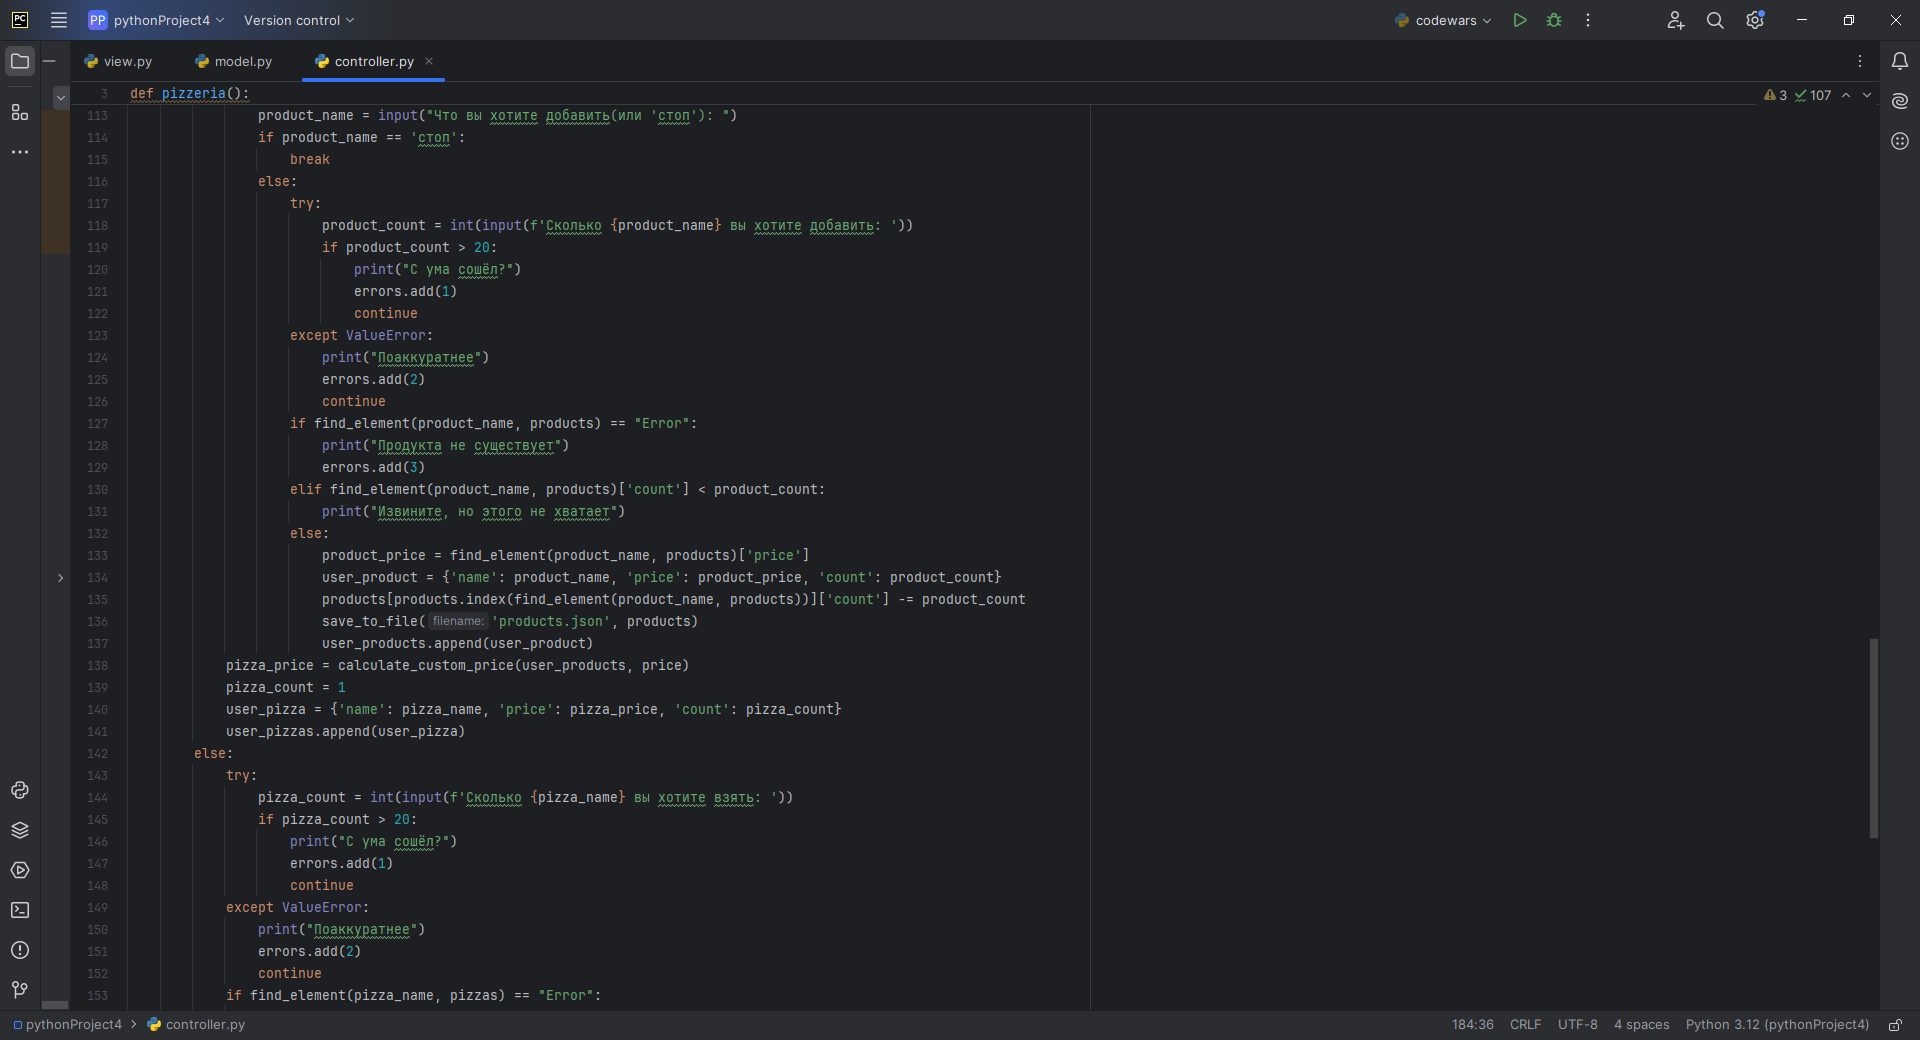 PC
PP pythonProject4 Version control codewars
view.py model.py controller.py
3 def pizzeria(): 3 107
113 product_name = input("Что вы хотите добавить(или 'стоп'): ")
114 if product_name == 'стоп':
115 break
116 else:
117 try:
118 product_count = int(input(f'Сколько {product_name} вы хотите добавить: '))
119 if product_count > 20:
120 print("С ума сошёл?")
121 errors.add(1)
122 continue
123 except ValueError:
124 print("Поаккуратнее")
125 errors.add(2)
126 continue
127 if find_element(product_name, products) == "Error":
128 print("Продукта не существует")
129 errors.add(3)
130 elif find_element(product_name, products)['count'] < product_count:
131 print("Извините, но этого не хватает")
132 else:
133 product_price = find_element(product_name, products)['price']
134 user_product = {'name': product_name, 'price': product_price, 'count': product_count}
135 products[products.index(find_element(product_name, products))]['count'] -= product_count
136 save_to_file( filename: 'products.json', products)
137 user_products.append(user_product)
138 pizza_price = calculate_custom_price(user_products, price)
139 pizza_count = 1
140 user_pizza = {'name': pizza_name, 'price': pizza_price, 'count': pizza_count}
141 user_pizzas.append(user_pizza)
142 else:
143 try:
144 pizza_count = int(input(f'Сколько {pizza_name} вы хотите взять: '))
145 if pizza_count > 20:
146 print("С ума сошёл?")
147 errors.add(1)
148 continue
149 except ValueError:
150 print("Поаккуратнее")
151 errors.add(2)
152 continue
153 if find_element(pizza_name, pizzas) == "Error":
pythonProject4 > controller.py 184:36 CRLF UTF-8 4 spaces Python 3.12 (pythonProject4)